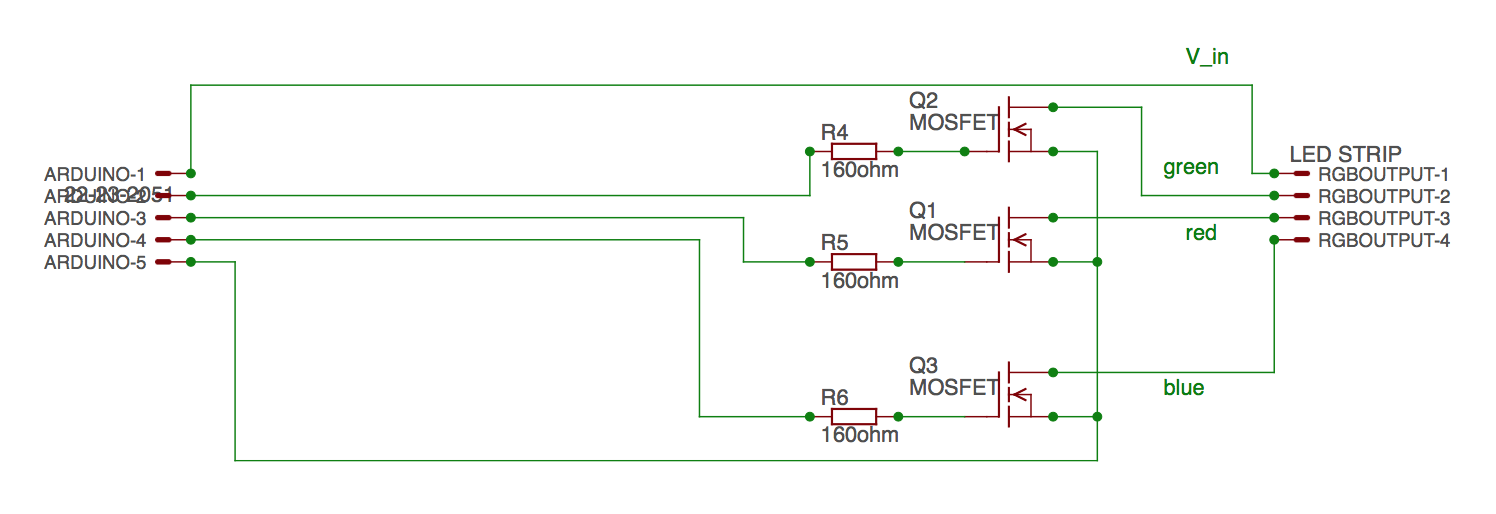 V_in
Q2
MOSFET
R4
160ohm
green
LED STRIP
ARDUINO-1
ARDUINO-2
22-23-2051
ARDUINO-3
ARDUINO-4
ARDUINO-5
RGBOUTPUT-1
RGBOUTPUT-2
RGBOUTPUT-3
RGBOUTPUT-4
Q1
MOSFET
R5
160ohm
red
Q3
MOSFET
R6
160ohm
blue